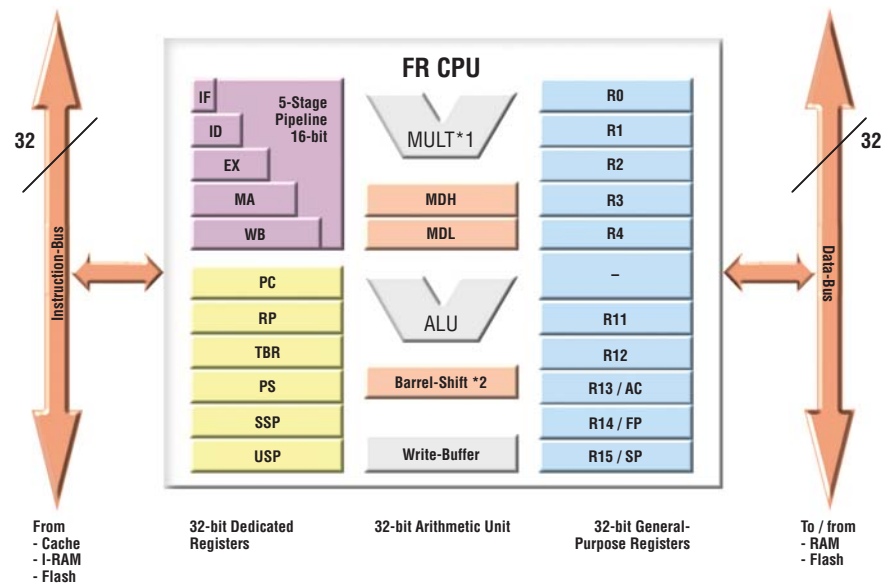 FR CPU
32
Instruction-Bus
IF
ID
EX
MA
WB
5-Stage
Pipeline
16-bit
PC
RP
TBR
PS
SSP
USP
MULT*1
MDH
MDL
ALU
Barrel-Shift *2
Write-Buffer
R0
R1
R2
R3
R4
–
R11
R12
R13 / AC
R14 / FP
R15 / SP
32
Data-Bus
From
- Cache
- I-RAM
- Flash
32-bit Dedicated
Registers
32-bit Arithmetic Unit
32-bit General-
Purpose Registers
To / from
- RAM
- Flash